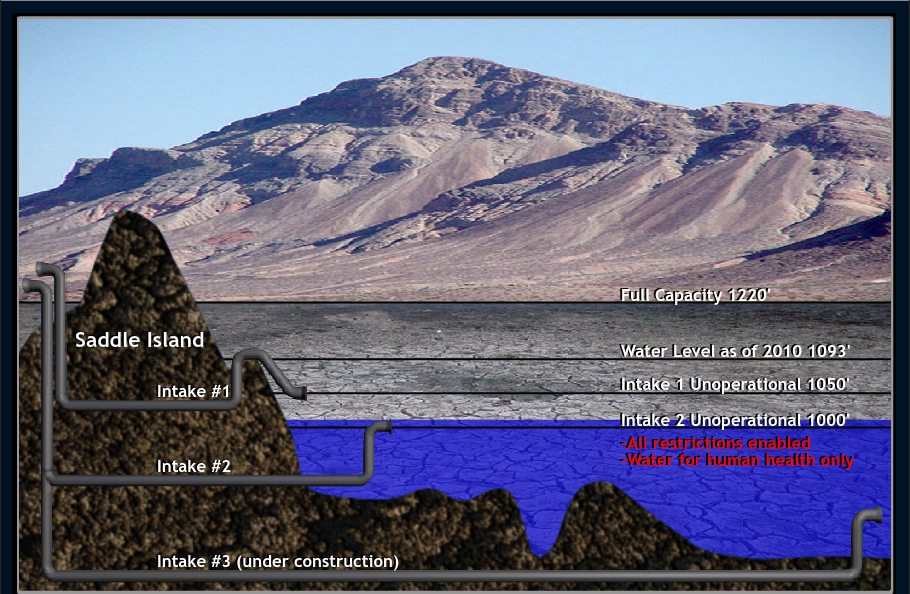 Full Capacity 1220'
Saddle Island
Water Level as of 2010 1093'
Intake #1
Intake 1 Unoperational 1050'
Intake 2 Unoperational 1000'
-All restrictions enabled
-Water for human health only
Intake #2
Intake #3 (under construction)